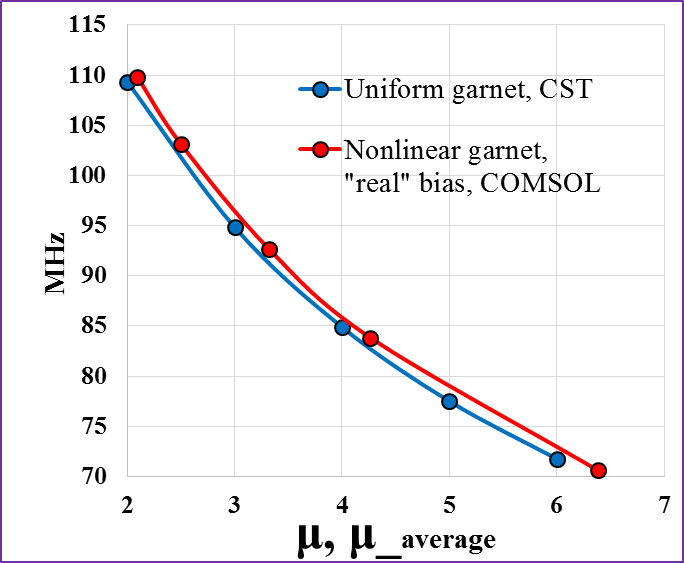 115
110
105
100
95
90
85
80
75
70
MHz
Uniform garnet, CST
Nonlinear garnet,
"real" bias, COMSOL
2 3 4 5 6 7
μ, μ_average